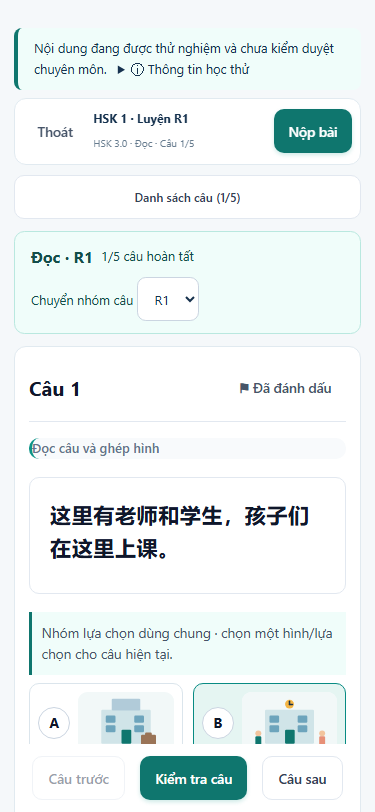 Nội dung đang được thử nghiệm và chưa kiểm duyệt
chuyên môn. ▶ ⓘ Thông tin học thử
Thoát
HSK 1 · Luyện R1
HSK 3.0 · Đọc · Câu 1/5
Nộp bài
Danh sách câu (1/5)
Đọc · R1 1/5 câu hoàn tất
Chuyển nhóm câu R1
Câu 1
⚑ Đã đánh dấu
Đọc câu và ghép hình
这里有老师和学生，孩子们
在这里上课。
Nhóm lựa chọn dùng chung · chọn một hình/lựa
chọn cho câu hiện tại.
A
B
Câu trước
Kiểm tra câu
Câu sau